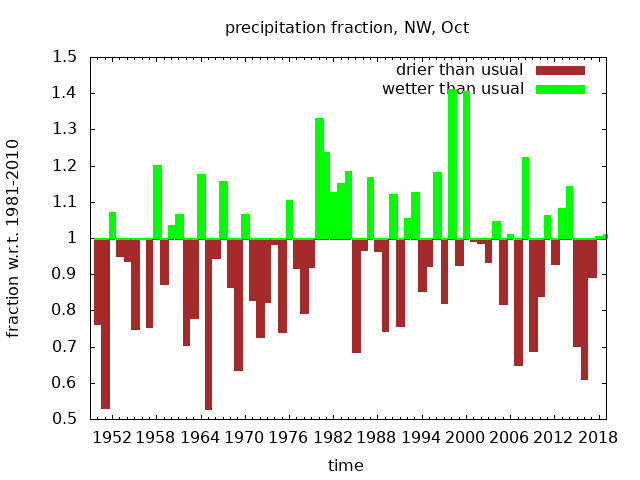 precipitation fraction, NW, Oct
drier than usual
wetter than usual
fraction w.r.t. 1981-2010
1.5
1.4
1.3
1.2
1.1
1
0.9
0.8
0.7
0.6
0.5
1952 1958 1964 1970 1976 1982 1988 1994 2000 2006 2012 2018
time